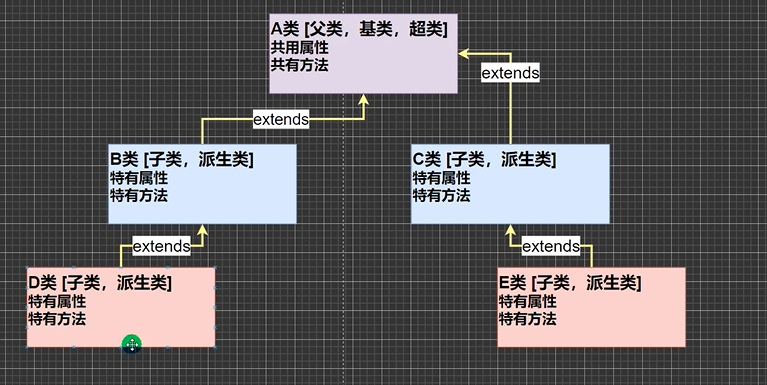 A类 [父类，基类，超类]
共用属性
共有方法
extends
extends
B类 [子类，派生类]
特有属性
特有方法
C类 [子类，派生类]
特有属性
特有方法
extends
extends
D类 [子类，派生类]
特有属性
特有方法
E类 [子类，派生类]
特有属性
特有方法